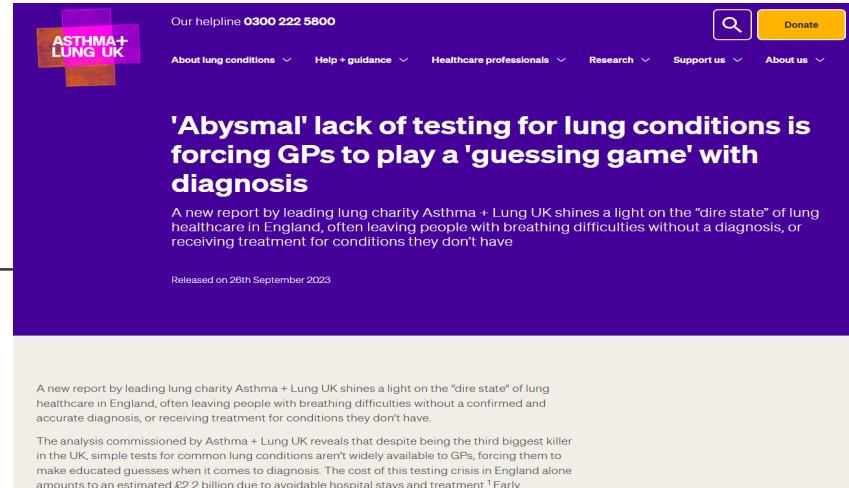 Our helpline 0300 222 5800
Donate
ASTHMA+
LUNG UK
About lung conditions
Help + guidance
Healthcare professionals
Research
Support us
About us
'Abysmal' lack of testing for lung conditions is
forcing GPs to play a 'guessing game' with
diagnosis
A new report by leading lung charity Asthma + Lung UK shines a light on the “dire state” of lung
healthcare in England, often leaving people with breathing difficulties without a diagnosis, or
receiving treatment for conditions they don’t have
Released on 26th September 2023
A new report by leading lung charity Asthma + Lung UK shines a light on the “dire state” of lung
healthcare in England, often leaving people with breathing difficulties without a confirmed and
accurate diagnosis, or receiving treatment for conditions they don’t have.
The analysis commissioned by Asthma + Lung UK reveals that despite being the third biggest killer
in the UK, simple tests for common lung conditions aren’t widely available to GPs, forcing them to
make educated guesses when it comes to diagnosis. The cost of this testing crisis in England alone
amounts to an estimated £2.2 billion due to avoidable hospital stays and treatment.1 Early